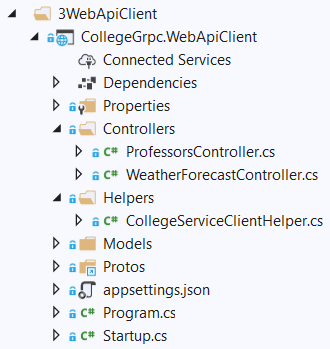 3WebApiClient
CollegeGrpc.WebApiClient
Connected Services
Dependencies
Properties
Controllers
C# ProfessorsController.cs
C# WeatherForecastController.cs
Helpers
C# CollegeServiceClientHelper.cs
Models
Protos
appsettings.json
C# Program.cs
C# Startup.cs